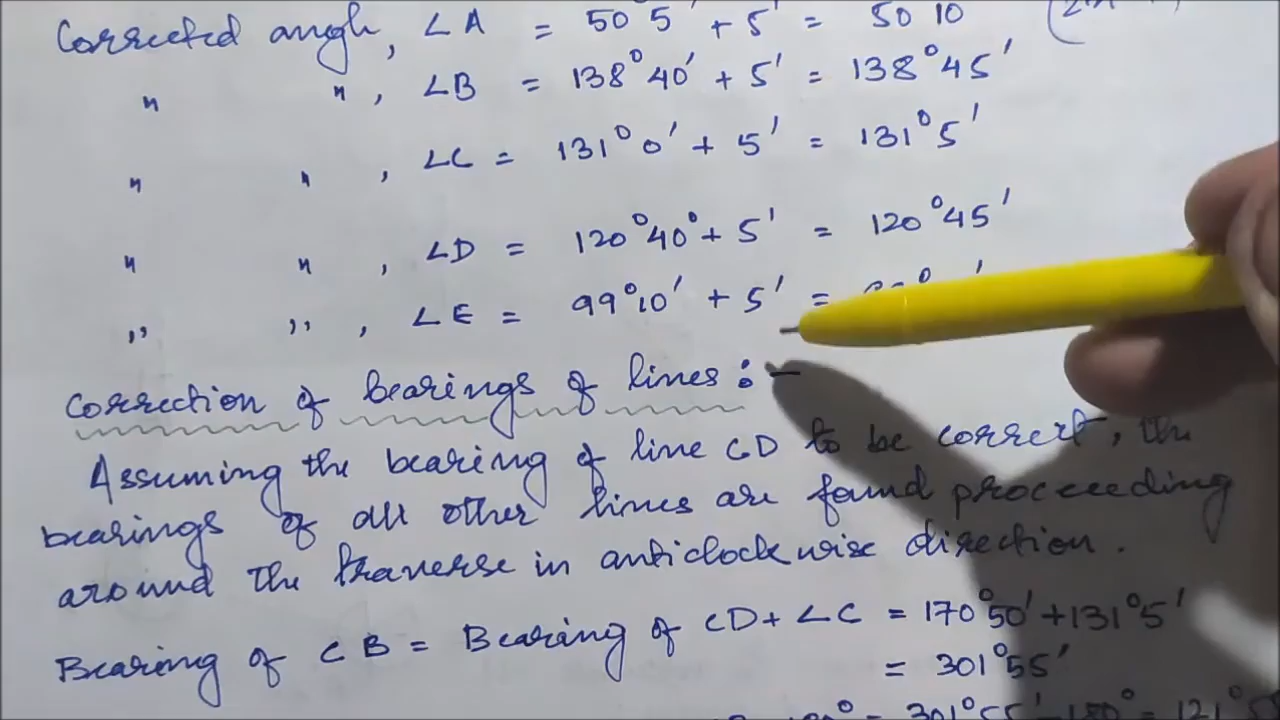 Corrected angle, ∠A = 50°5' + 5' = 50 10
" ", ∠B = 138°40' + 5' = 138°45'
" ", ∠C = 131°0' + 5' = 131°5'
" ", ∠D = 120°40° + 5' = 120°45'
,, ,, , ∠E = 99°10' + 5' =
Correction of bearings of lines :-
Assuming the bearing of line CD to be correct, the
bearings of all other lines are found proceeding
around the traverse in anticlockwise direction.
Bearing of CB = Bearing of CD + ∠C = 170°50' + 131°5'
= 301°55'
= 301°55' - 180° =